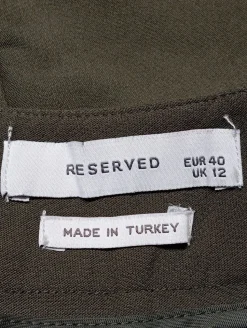 RESERVED
EUR 40
UK 12
MADE IN TURKEY